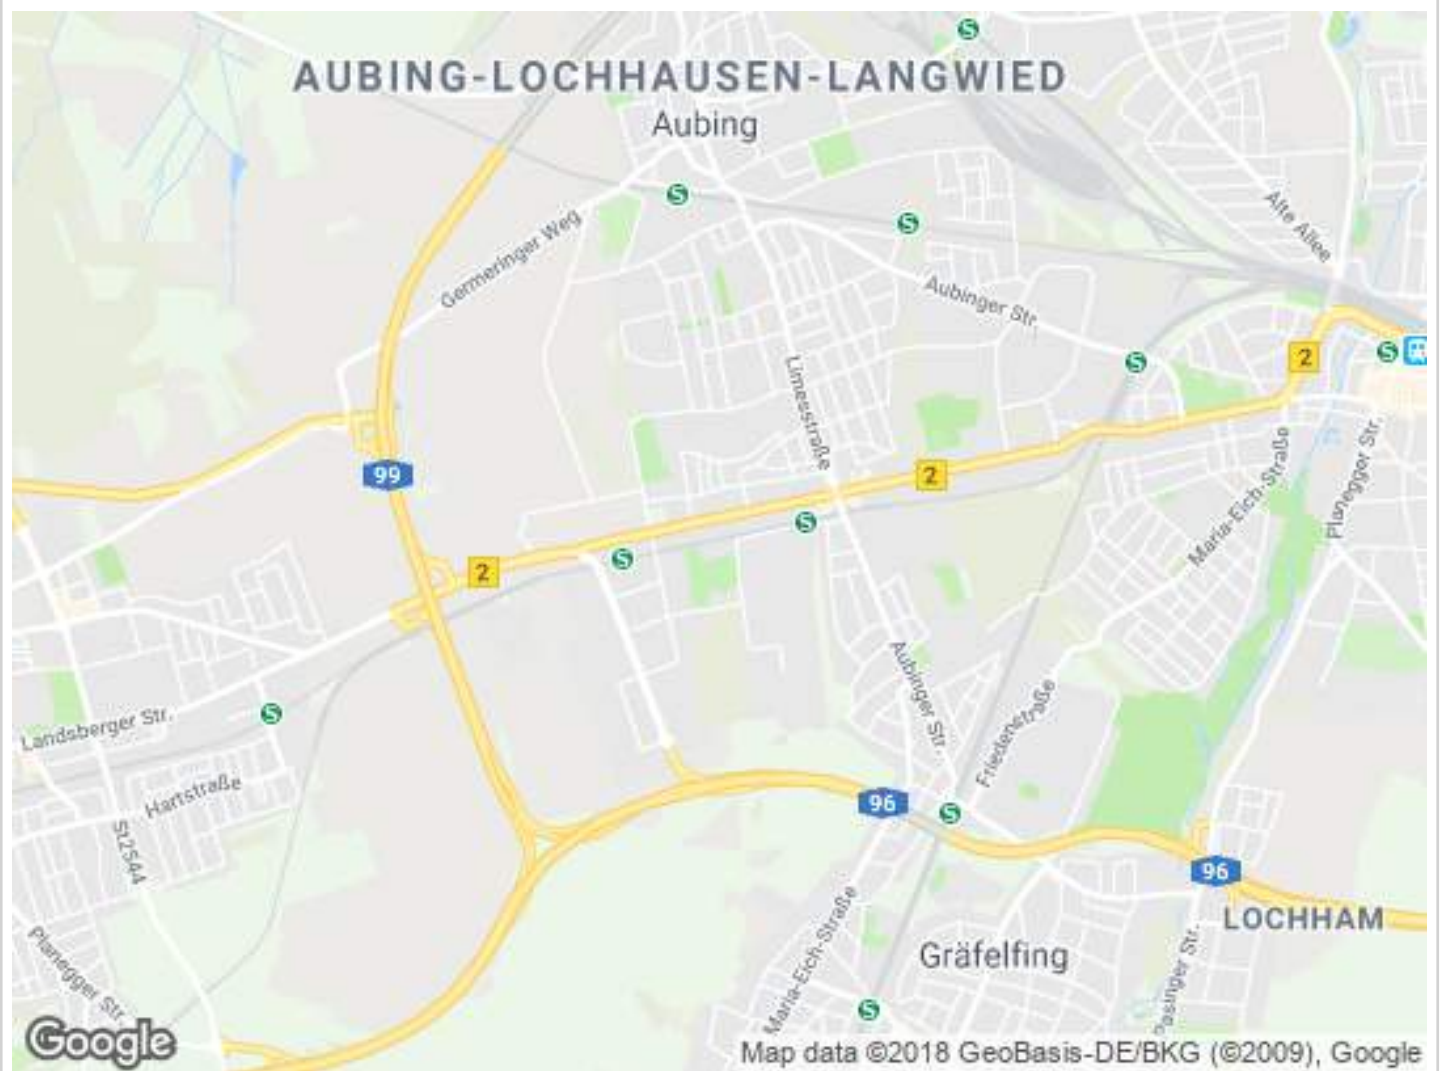 S
AUBING-LOCHHAUSEN-LANGWIED
Aubing
S
S
Germeringer Weg
Alte Allee
Aubinger Str.
S
S
2
Limesstraße
99
2
Planegger Str.
Maria-Eich-Straße
S
S
2
Aubinger Str.
Friedenstraße
S
Landsberger Str.
Hartstraße
St2544
96
S
96
Maria-Eich-Straße
LOCHHAM
Gräfelfing
Planegger Str.
Pasinger Str.
S
Google
Map data ©2018 GeoBasis-DE/BKG (©2009), Google